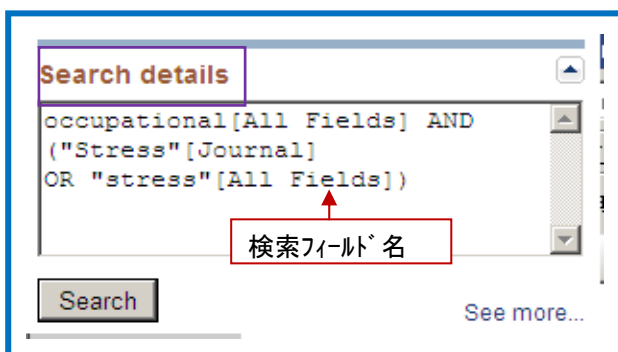 Search details
occupational[All Fields] AND
("Stress"[Journal]
OR "stress"[All Fields])
検索フィールド名
Search
See more...